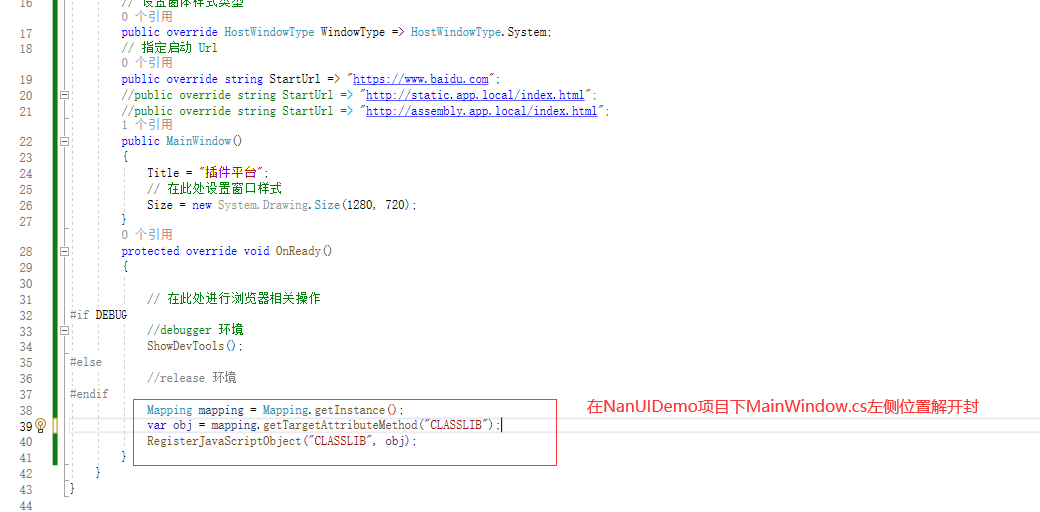 16 // 设置窗体样式类型
0 个引用
17 public override HostWindowType WindowType => HostWindowType.System;
18 // 指定启动 Url
0 个引用
19 public override string StartUrl => "https://www.baidu.com";
20 //public override string StartUrl => "http://static.app.local/index.html";
21 //public override string StartUrl => "http://assembly.app.local/index.html";
1 个引用
22 public MainWindow()
23 {
24 Title = "插件平台";
25 // 在此处设置窗口样式
26 Size = new System.Drawing.Size(1280, 720);
27 }
0 个引用
28 protected override void OnReady()
29 {
30
31 // 在此处进行浏览器相关操作
32 #if DEBUG
33 //debugger 环境
34 ShowDevTools();
35 #else
36 //release 环境
37 #endif
38 Mapping mapping = Mapping.getInstance();
39 var obj = mapping.getTargetAttributeMethod("CLASSLIB");
40 RegisterJavaScriptObject("CLASSLIB", obj);
41 }
42 }
43 }
44
在NanUIDemo项目下MainWindow.cs左侧位置解开封